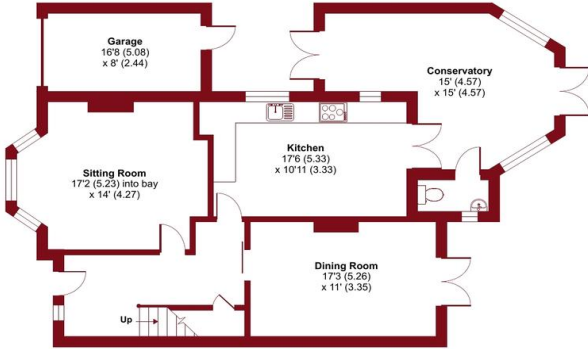 Garage
16'8 (5.08)
x 8' (2.44)
Conservatory
15' (4.57)
x 15' (4.57)
Kitchen
17'6 (5.33)
x 10'11 (3.33)
Sitting Room
17'2 (5.23) into bay
x 14' (4.27)
Dining Room
17'3 (5.26)
x 11' (3.35)
Up